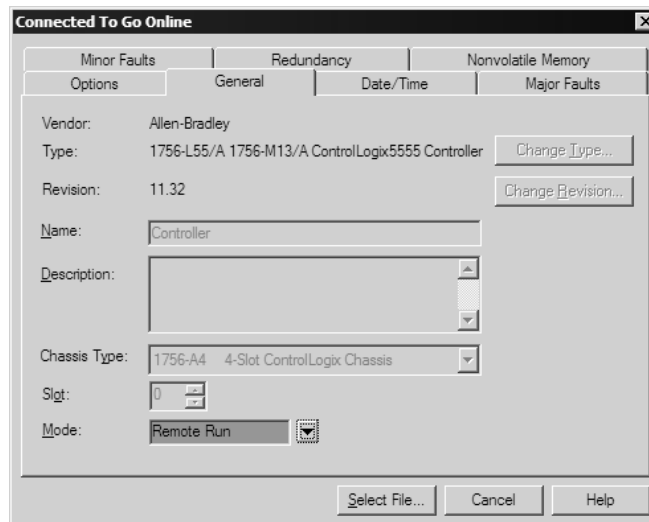 Connected To Go Online
Minor Faults Redundancy Nonvolatile Memory
Options General Date/Time Major Faults
Vendor: Allen-Bradley
Type: 1756-L55/A 1756-M13/A ControlLogix5555 Controller Change Type...
Revision: 11.32 Change Revision...
Name: Controller
Description:
Chassis Type: 1756-A4 4-Slot ControlLogix Chassis
Slot: 0
Mode: Remote Run
Select File... Cancel Help